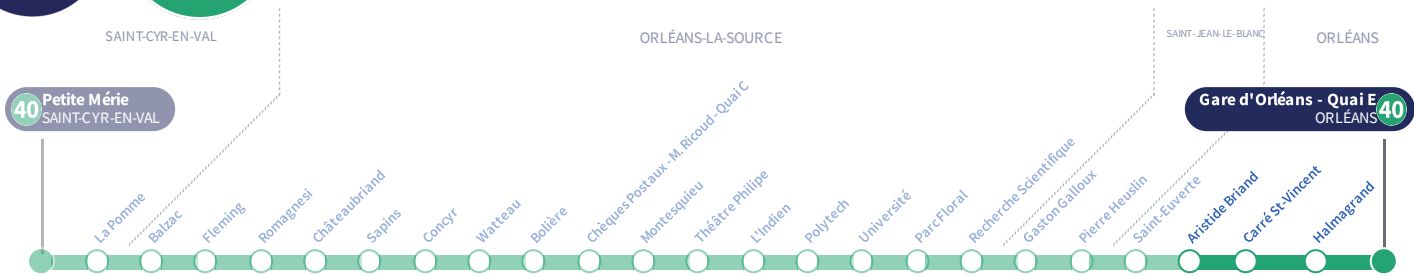 SAINT-CYR-EN-VAL
ORLÉANS-LA-SOURCE
SAINT-JEAN-LE-BLANC
ORLÉANS
40
Petite Mérie
SAINT-CYR-EN-VAL
Gare d'Orléans - Quai E
ORLÉANS
40
La Pomme
Balzac
Fleming
Romagnesi
Châteaubriand
Sapins
Concyr
Watteau
Bolière
Chèques Postaux - M. Ricoud - Quai C
Montesquieu
Théâtre Philipe
L'Indien
Polytech
Université
Parc Floral
Recherche Scientifique
Gaston Galloux
Pierre Heuslin
Saint-Euverte
Aristide Briand
Carré St-Vincent
Halmagrand